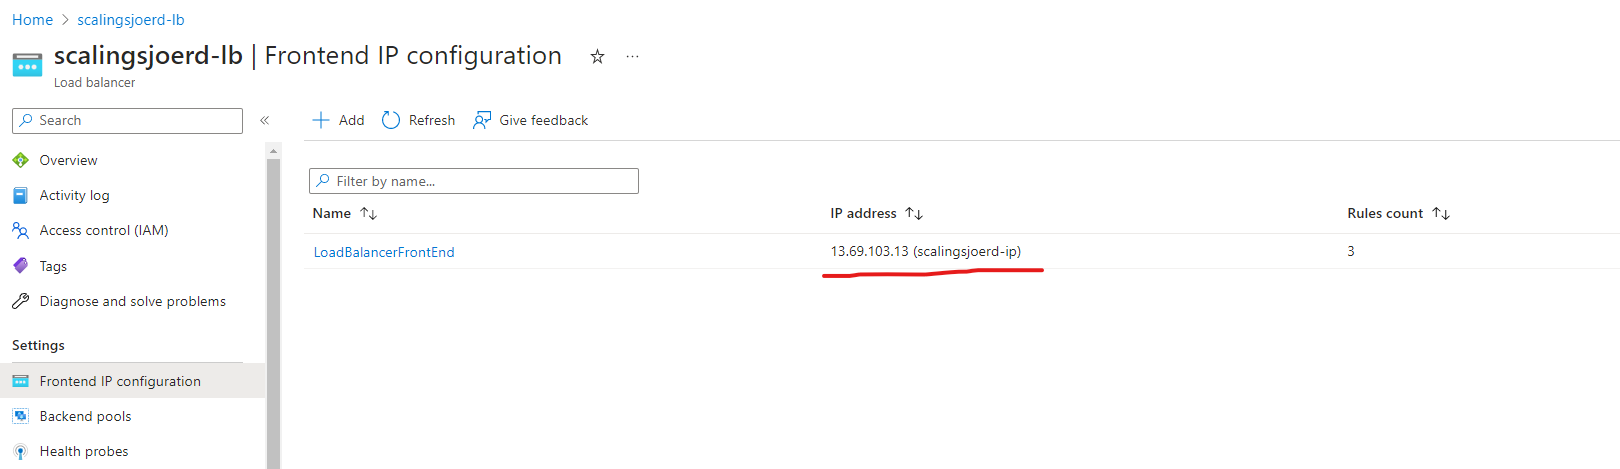 Home > scalingsjoerd-lb
scalingsjoerd-lb | Frontend IP configuration ...
Load balancer
Search «
Add Refresh Give feedback
Overview
Activity log
Access control (IAM)
Tags
Diagnose and solve problems
Settings
Frontend IP configuration
Backend pools
Health probes
Filter by name...
Name IP address Rules count
LoadBalancerFrontEnd 13.69.103.13 (scalingsjoerd-ip) 3